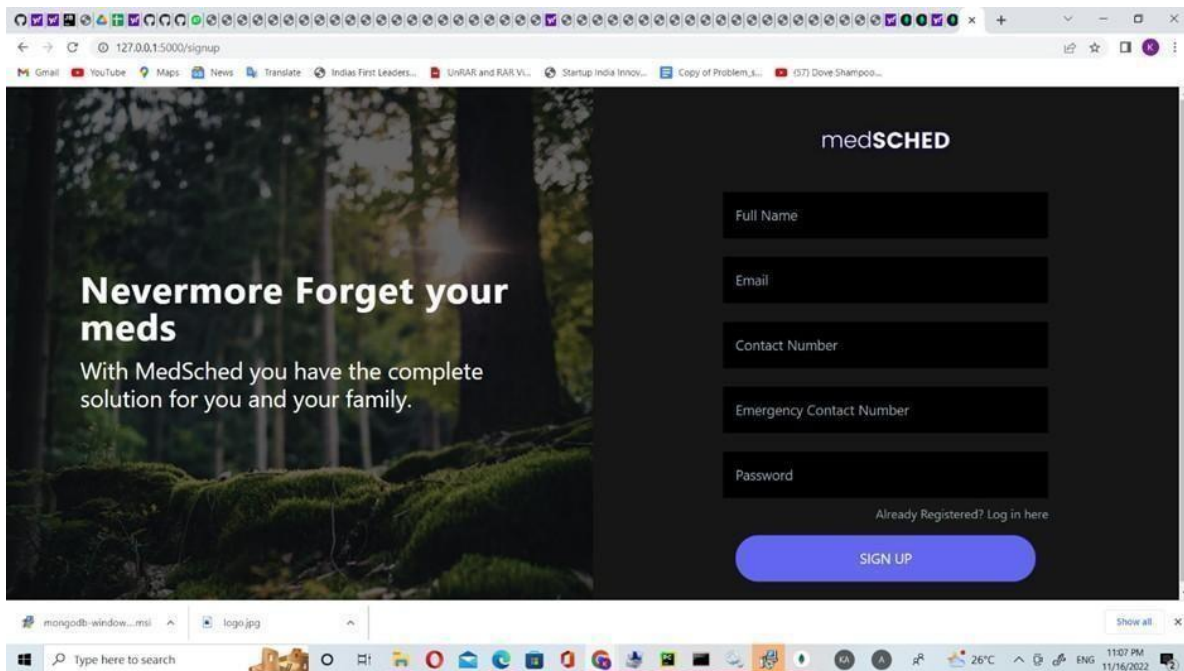 127.0.0.1:5000/signup
Gmail
YouTube
Maps
News
Translate
Indias First Leaders...
UnRAR and RAR Vi...
Startup India Innov...
Copy of Problem_s...
(57) Dove Shampoo...
medSCHED
Full Name
Email
Contact Number
Emergency Contact Number
Password
Already Registered? Log in here
SIGN UP
Nevermore Forget your
meds
With MedSched you have the complete
solution for you and your family.
mongodb-window....msi
logo.jpg
Show all
Type here to search
KA
A
26°C
ENG
11:07 PM
11/16/2022